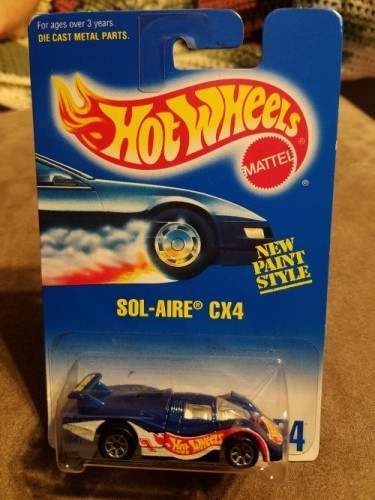 For ages over 3 years.
DIE CAST METAL PARTS.
HOT WHEELS
®
MATTEL
®
NEW
PAINT
STYLE
SOL-AIRE® CX4
Hot Wheels
4